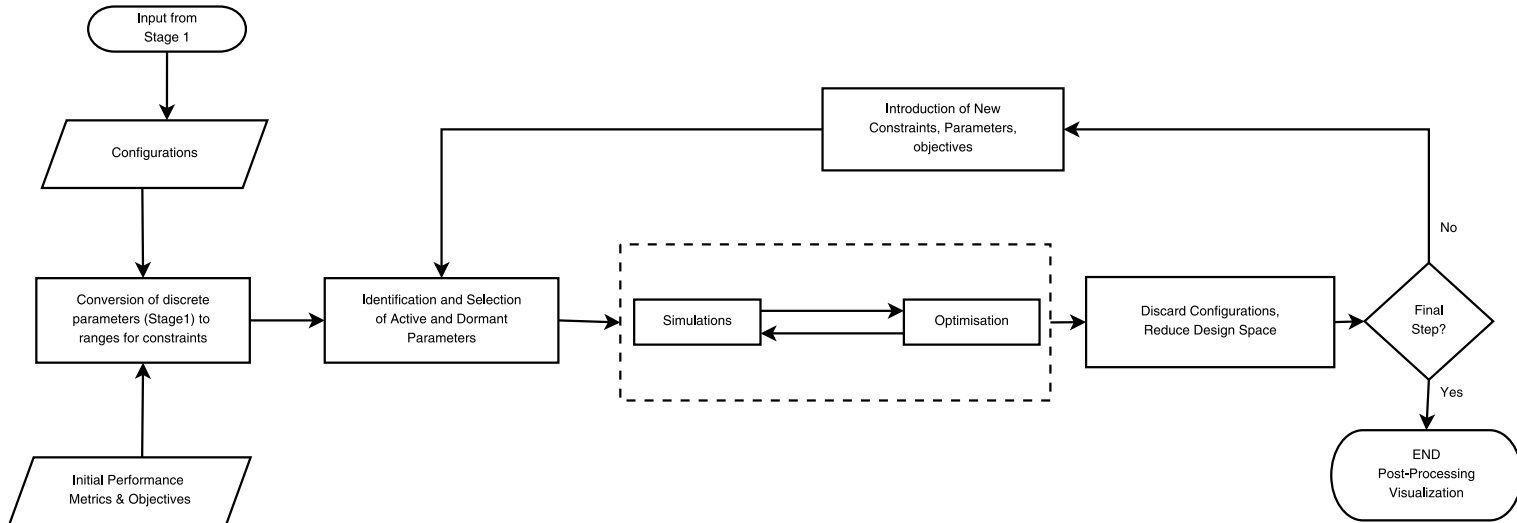 Input from
Stage 1
Configurations
Conversion of discrete
parameters (Stage1) to
ranges for constraints
Initial Performance
Metrics & Objectives
Identification and Selection
of Active and Dormant
Parameters
Introduction of New
Constraints, Parameters,
objectives
Simulations
Optimisation
Discard Configurations,
Reduce Design Space
Final
Step?
No
Yes
END
Post-Processing
Visualization